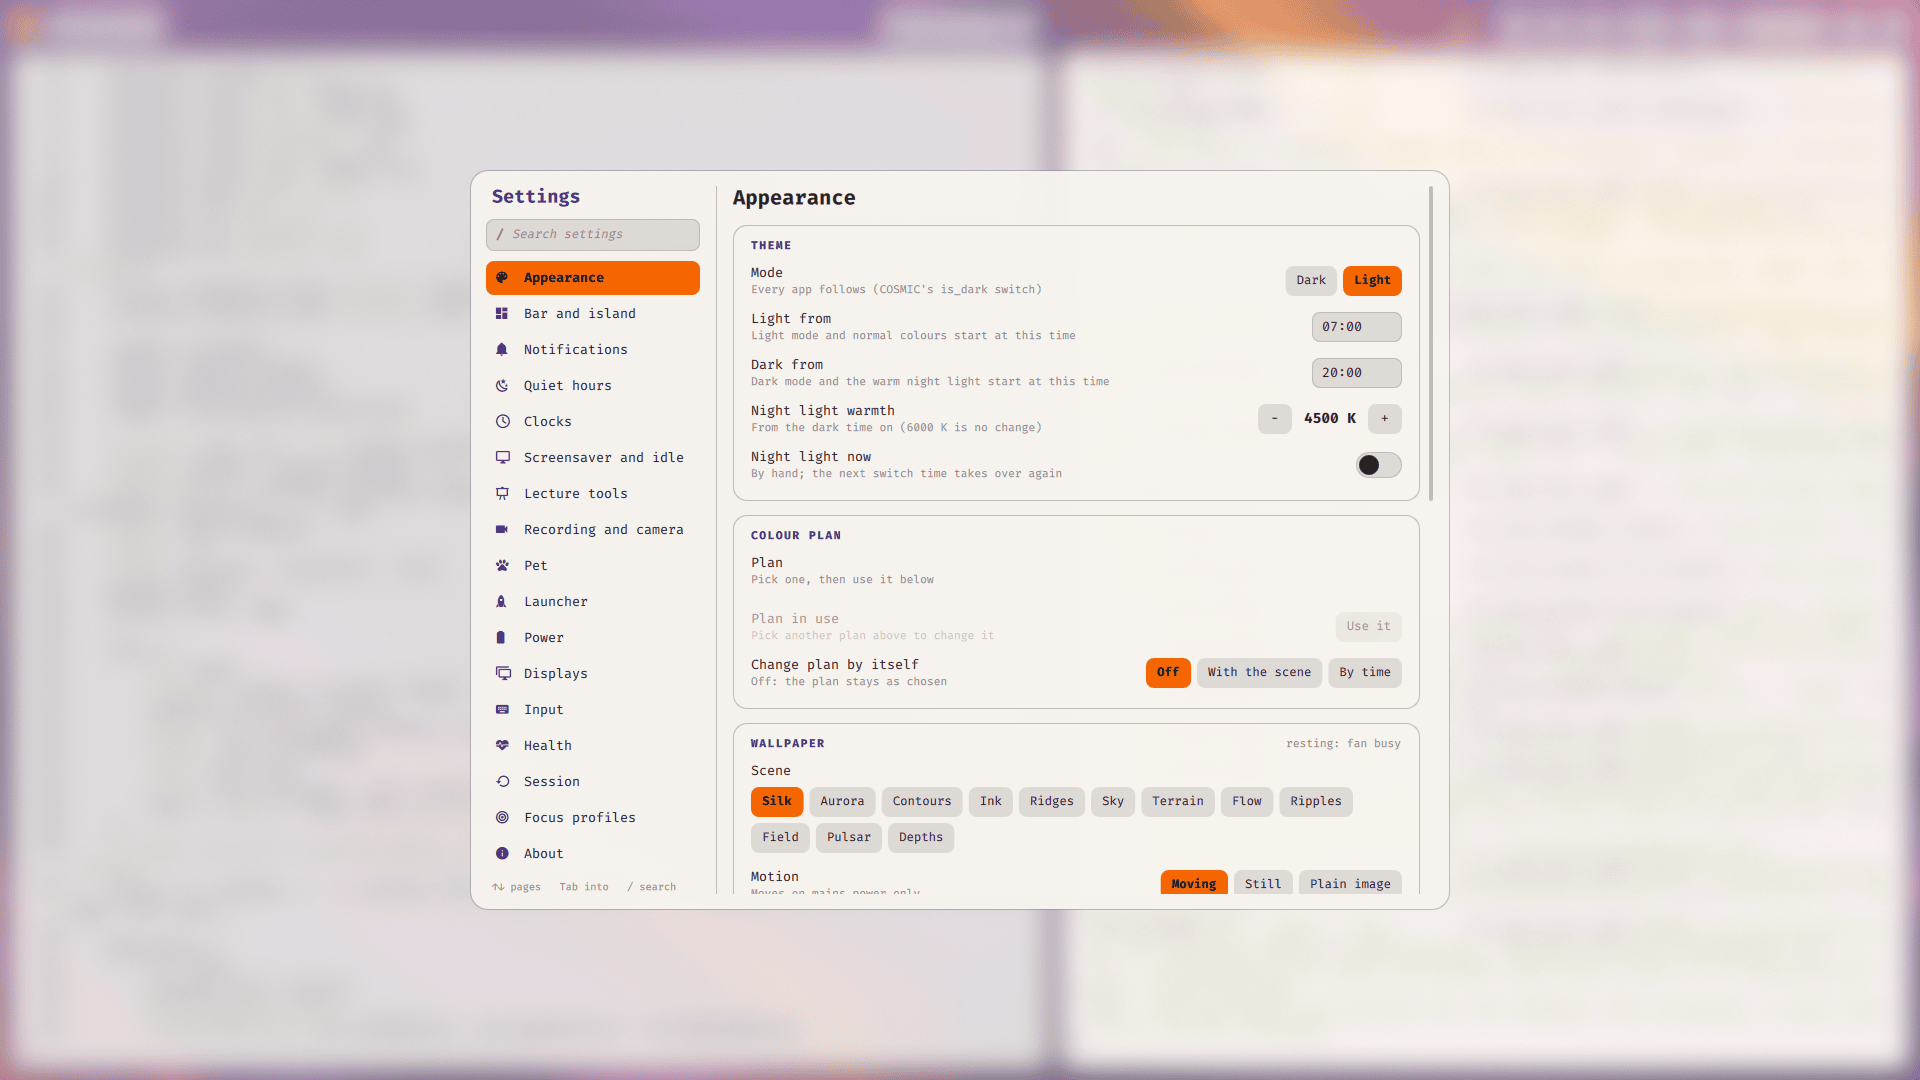 Settings
/ Search settings
Appearance
Bar and island
Notifications
Quiet hours
Clocks
Screensaver and idle
Lecture tools
Recording and camera
Pet
Launcher
Power
Displays
Input
Health
Session
Focus profiles
About
↑↓ pages Tab into / search
Appearance
THEME
Mode
Every app follows (COSMIC's is_dark switch)
Dark Light
Light from
Light mode and normal colours start at this time
07:00
Dark from
Dark mode and the warm night light start at this time
20:00
Night light warmth
From the dark time on (6000 K is no change)
- 4500 K +
Night light now
By hand; the next switch time takes over again
COLOUR PLAN
Plan
Pick one, then use it below
Plan in use
Pick another plan above to change it
Use it
Change plan by itself
Off: the plan stays as chosen
Off With the scene By time
WALLPAPER resting: fan busy
Scene
Silk Aurora Contours Ink Ridges Sky Terrain Flow Ripples
Field Pulsar Depths
Motion
Moves on mains power only
Moving Still Plain image